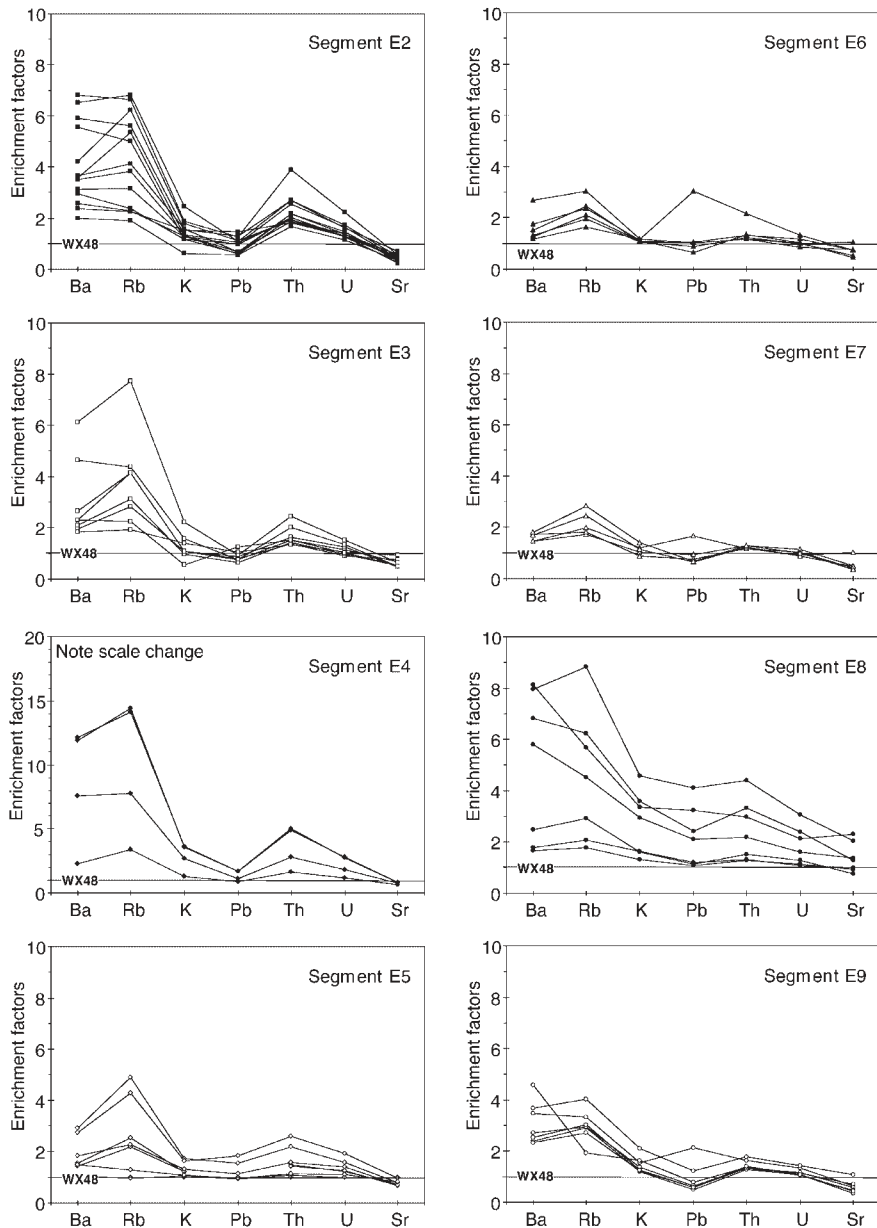 10
Segment E2
8
6
Enrichment factors
4
2
WX48
0
Ba Rb K Pb Th U Sr
10
Segment E6
8
6
Enrichment factors
4
2
WX48
0
Ba Rb K Pb Th U Sr
10
Segment E3
8
6
Enrichment factors
4
2
WX48
0
Ba Rb K Pb Th U Sr
10
Segment E7
8
6
Enrichment factors
4
2
WX48
0
Ba Rb K Pb Th U Sr
20
Note scale change
Segment E4
15
Enrichment factors
10
5
WX48
0
Ba Rb K Pb Th U Sr
10
Segment E8
8
6
Enrichment factors
4
2
WX48
0
Ba Rb K Pb Th U Sr
10
Segment E5
8
6
Enrichment factors
4
2
WX48
0
Ba Rb K Pb Th U Sr
10
Segment E9
8
6
Enrichment factors
4
2
WX48
0
Ba Rb K Pb Th U Sr